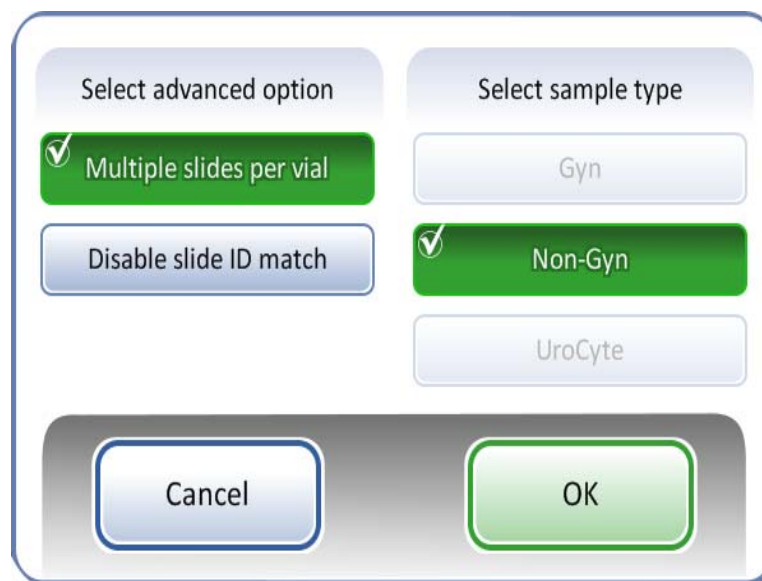 Select advanced option
Multiple slides per vial
Disable slide ID match
Select sample type
Gyn
Non-Gyn
UroCyte
Cancel
OK